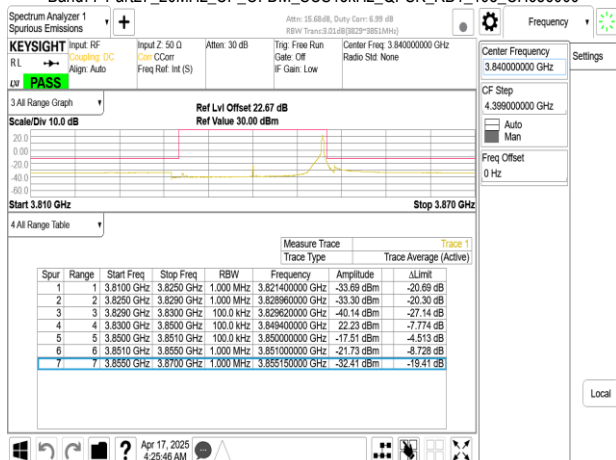 Spectrum Analyzer 1
Spurious Emissions
Attn: 15.68dB, Duty Corr: 6.99 dB
RBW Trans:3.01dB(3829~3851MHz)
Frequency
Settings
KEYSIGHT
Input: RF
Coupling: DC
Align: Auto
Input Z: 50 Ω
Corr CCorr
Freq Ref: Int (S)
Atten: 30 dB
Trig: Free Run
Gate: Off
IF Gain: Low
Center Freq: 3.840000000 GHz
Radio Std: None
RL
LXI
PASS
Center Frequency
3.840000000 GHz
CF Step
4.399000000 GHz
Auto
Man
Freq Offset
0 Hz
3 All Range Graph
Scale/Div 10.0 dB
Ref Lvl Offset 22.67 dB
Ref Value 30.00 dBm
20.0
0.00
-20.0
-40.0
-60.0
Start 3.810 GHz
Stop 3.870 GHz
4 All Range Table
Measure Trace Trace 1
Trace Type Trace Average (Active)
Spur Range Start Freq Stop Freq RBW Frequency Amplitude ΔLimit
1 1 3.8100 GHz 3.8250 GHz 1.000 MHz 3.821400000 GHz -33.69 dBm -20.69 dB
2 2 3.8250 GHz 3.8290 GHz 1.000 MHz 3.828960000 GHz -33.30 dBm -20.30 dB
3 3 3.8290 GHz 3.8300 GHz 100.0 kHz 3.829620000 GHz -40.14 dBm -27.14 dB
4 4 3.8300 GHz 3.8500 GHz 100.0 kHz 3.849400000 GHz 22.23 dBm -7.774 dB
5 5 3.8500 GHz 3.8510 GHz 100.0 kHz 3.850000000 GHz -17.51 dBm -4.513 dB
6 6 3.8510 GHz 3.8550 GHz 1.000 MHz 3.851000000 GHz -21.73 dBm -8.728 dB
7 7 3.8550 GHz 3.8700 GHz 1.000 MHz 3.855150000 GHz -32.41 dBm -19.41 dB
Local
?
Apr 17, 2025
4:25:46 AM